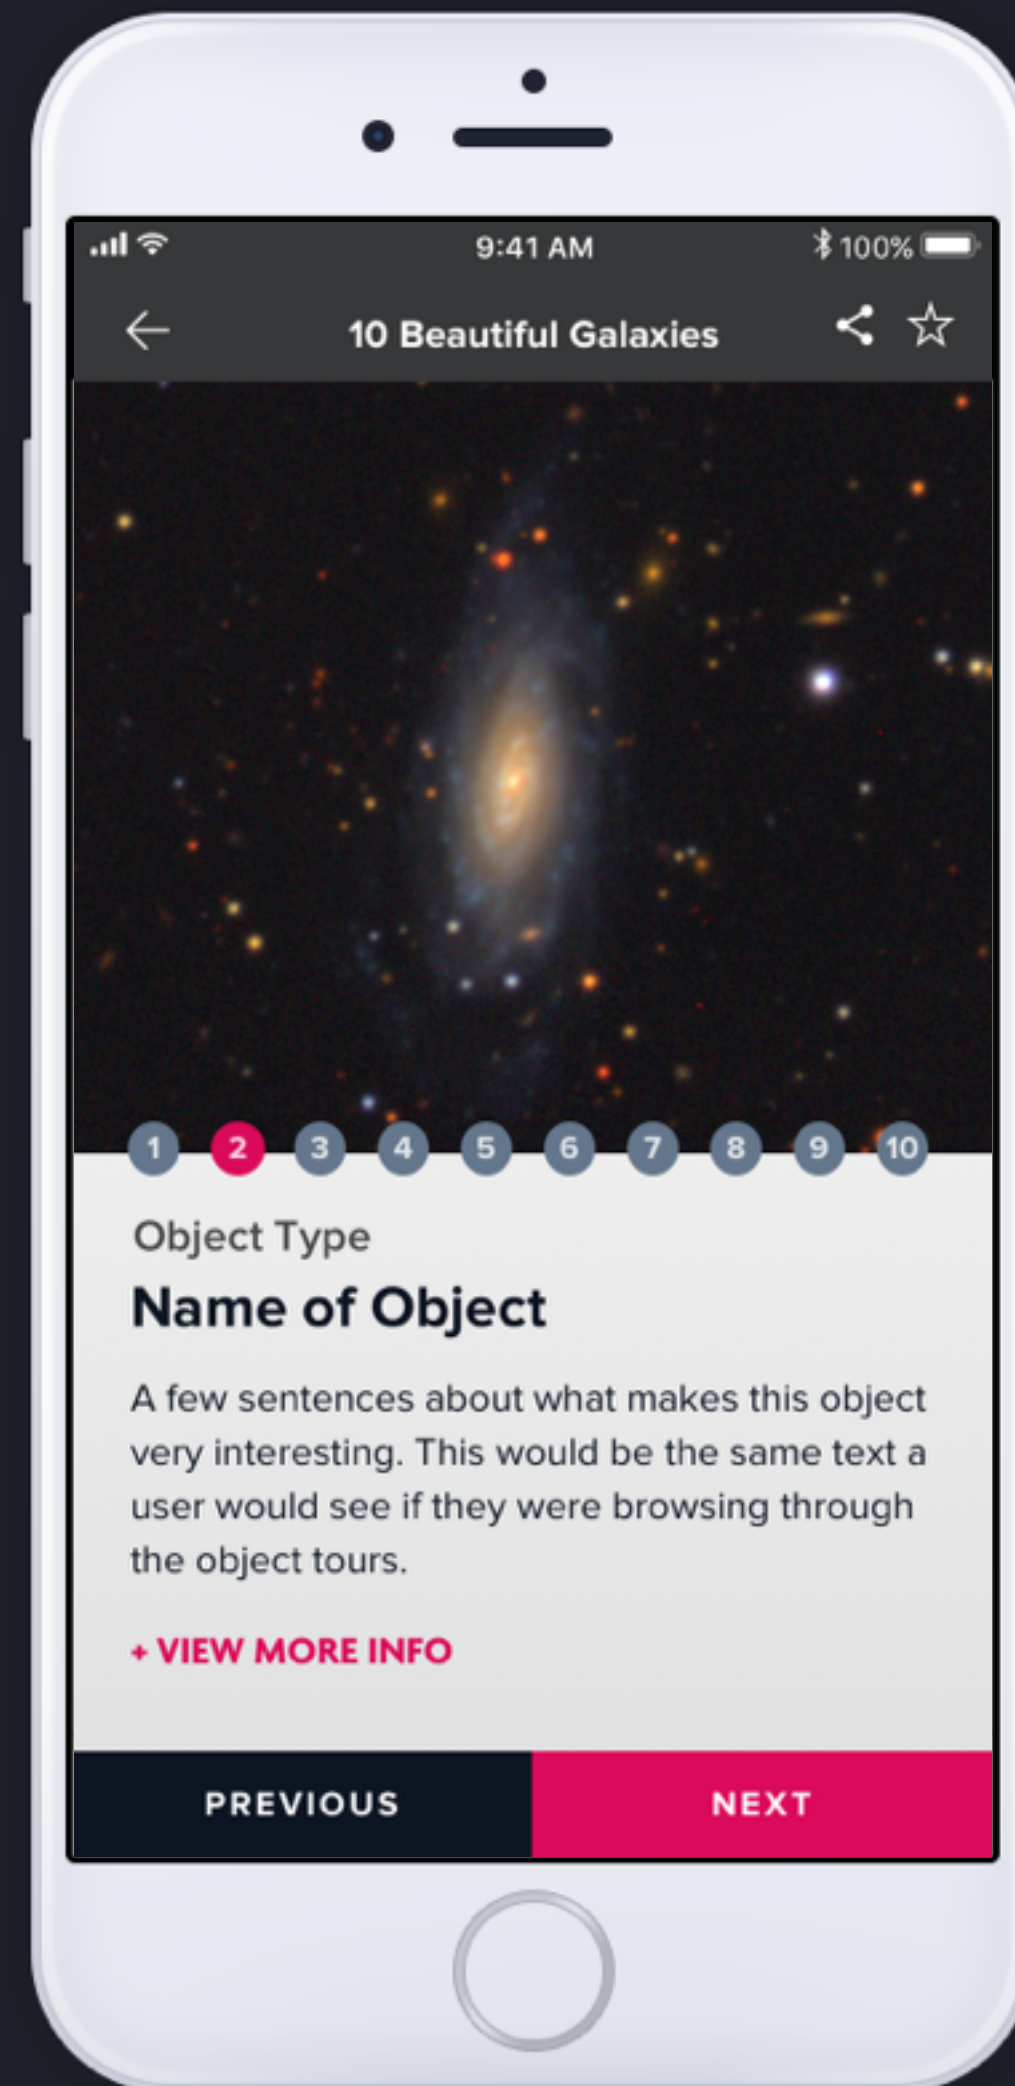 9:41 AM
100%
10 Beautiful Galaxies
1 2 3 4 5 6 7 8 9 10
Object Type
Name of Object
A few sentences about what makes this object
very interesting. This would be the same text a
user would see if they were browsing through
the object tours.
+ VIEW MORE INFO
PREVIOUS
NEXT